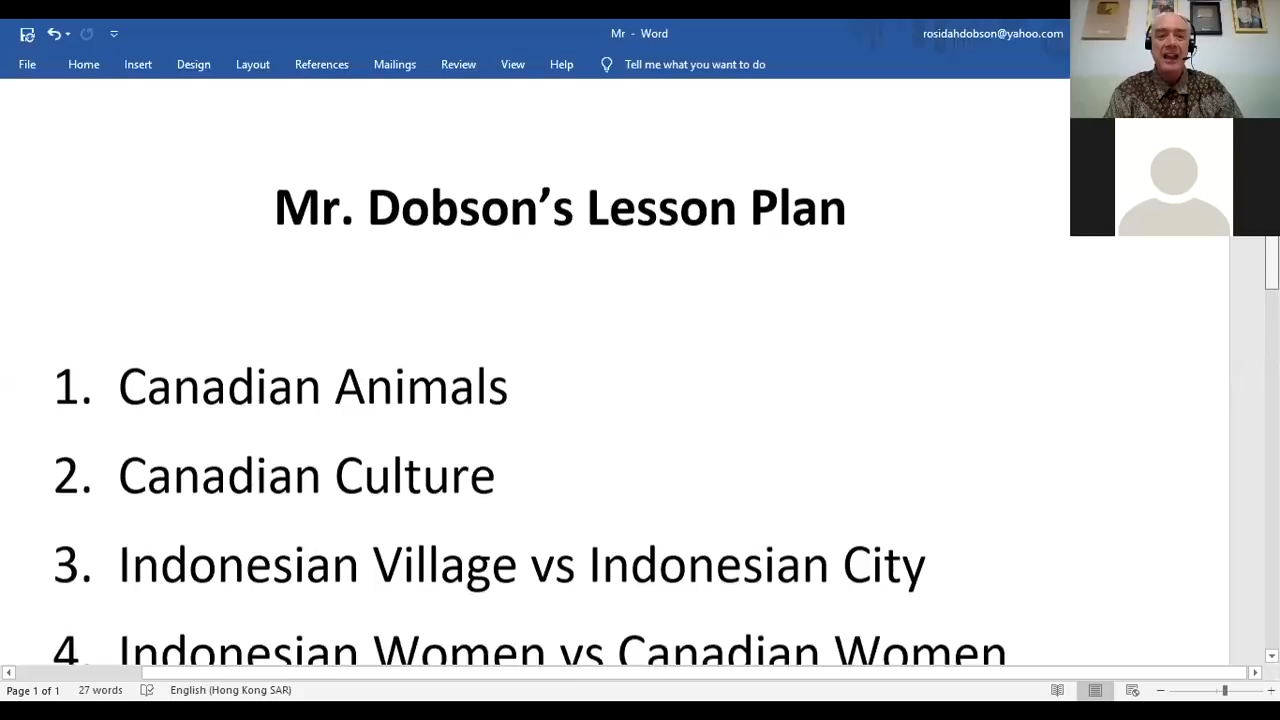 Mr - Word
rosidahdobson@yahoo.com
File Home Insert Design Layout References Mailings Review View Help Tell me what you want to do
Mr. Dobson’s Lesson Plan
1. Canadian Animals
2. Canadian Culture
3. Indonesian Village vs Indonesian City
4. Indonesian Women vs Canadian Women
Page 1 of 1 27 words English (Hong Kong SAR)